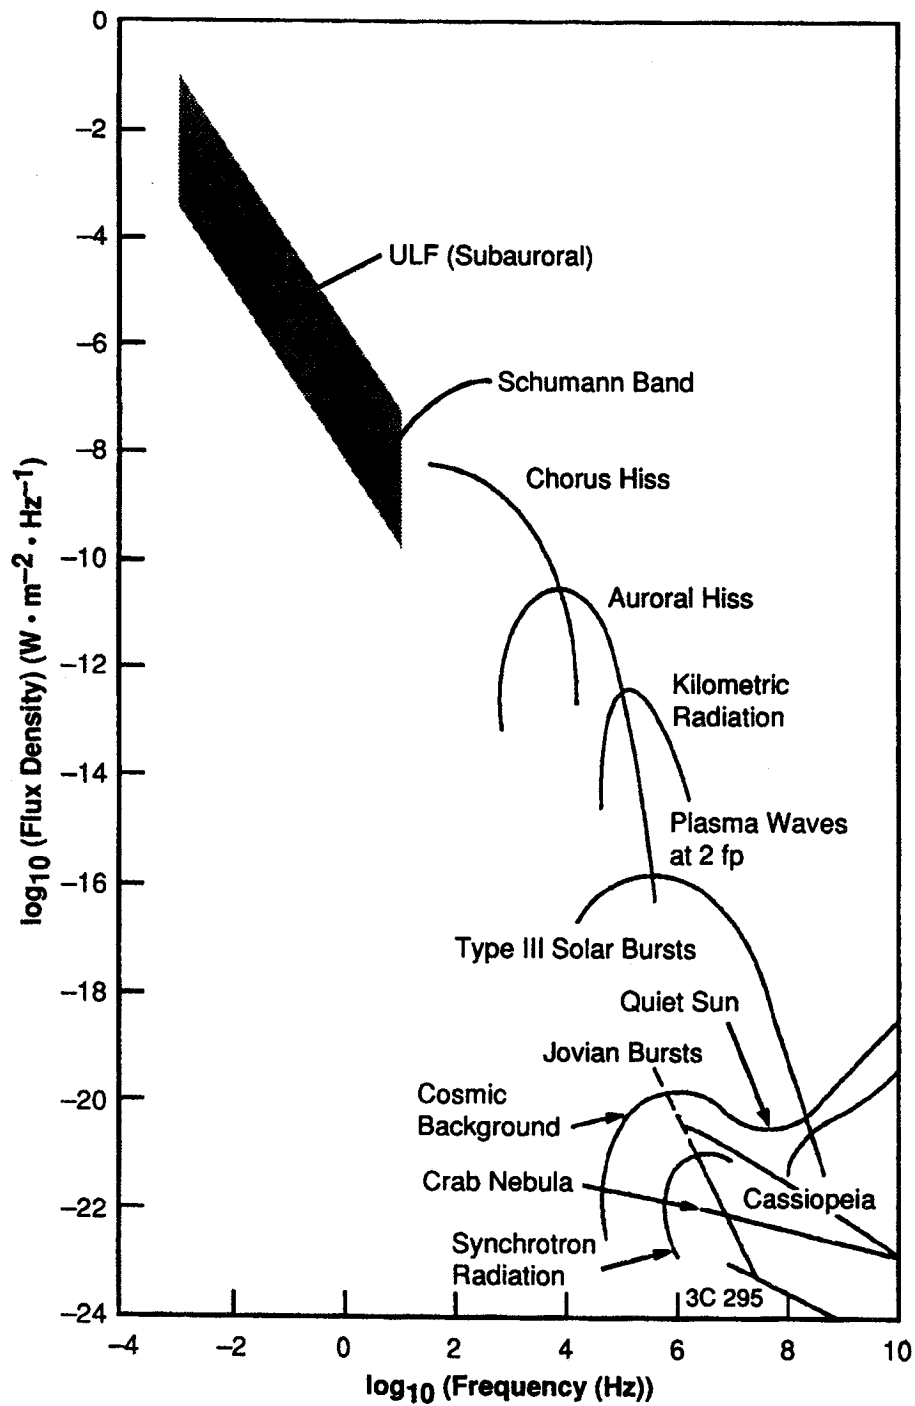 0
−2
−4
−6
−8
−10
−12
−14
−16
−18
−20
−22
−24
log10 (Flux Density) (W • m−2 • Hz−1)
ULF (Subauroral)
Schumann Band
Chorus Hiss
Auroral Hiss
Kilometric
Radiation
Plasma Waves
at 2 fp
Type III Solar Bursts
Quiet Sun
Jovian Bursts
Cosmic
Background
Crab Nebula
Cassiopeia
Synchrotron
Radiation
3C 295
−4 −2 0 2 4 6 8 10
log10 (Frequency (Hz))